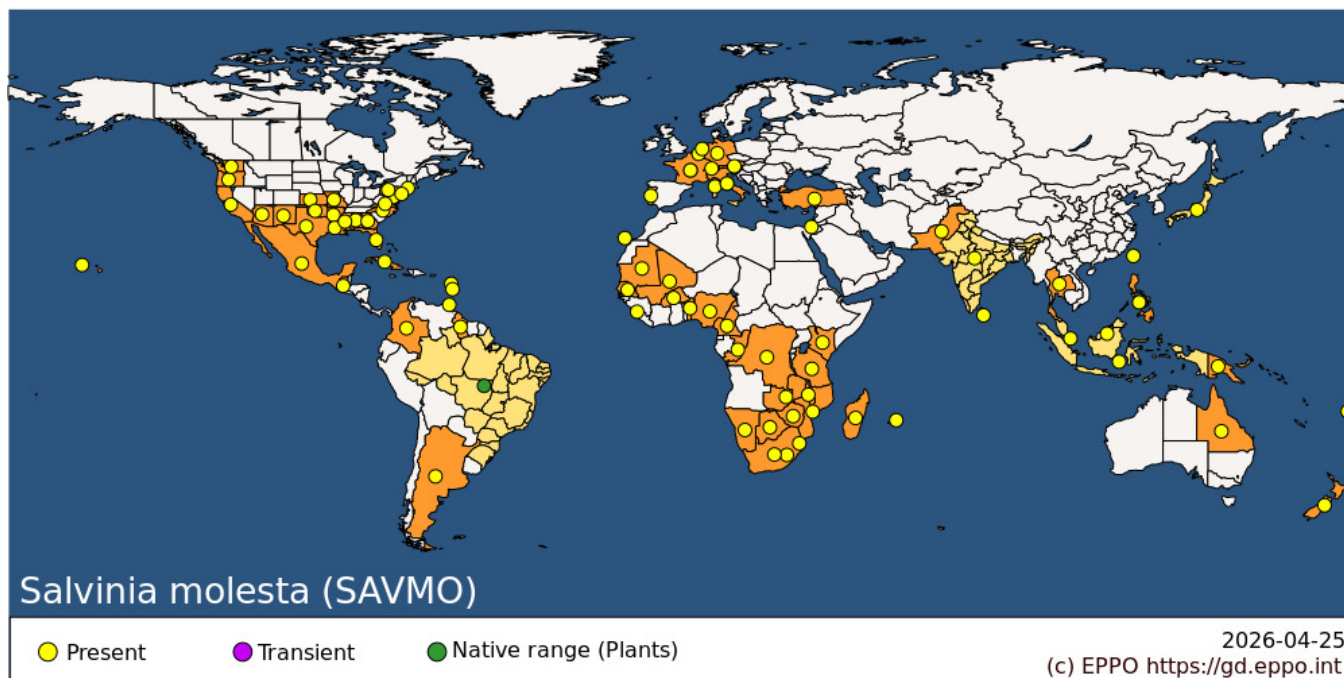 Salvinia molesta (SAVMO)
Present
Transient
Native range (Plants)
2026-04-25
(c) EPPO https://gd.eppo.int